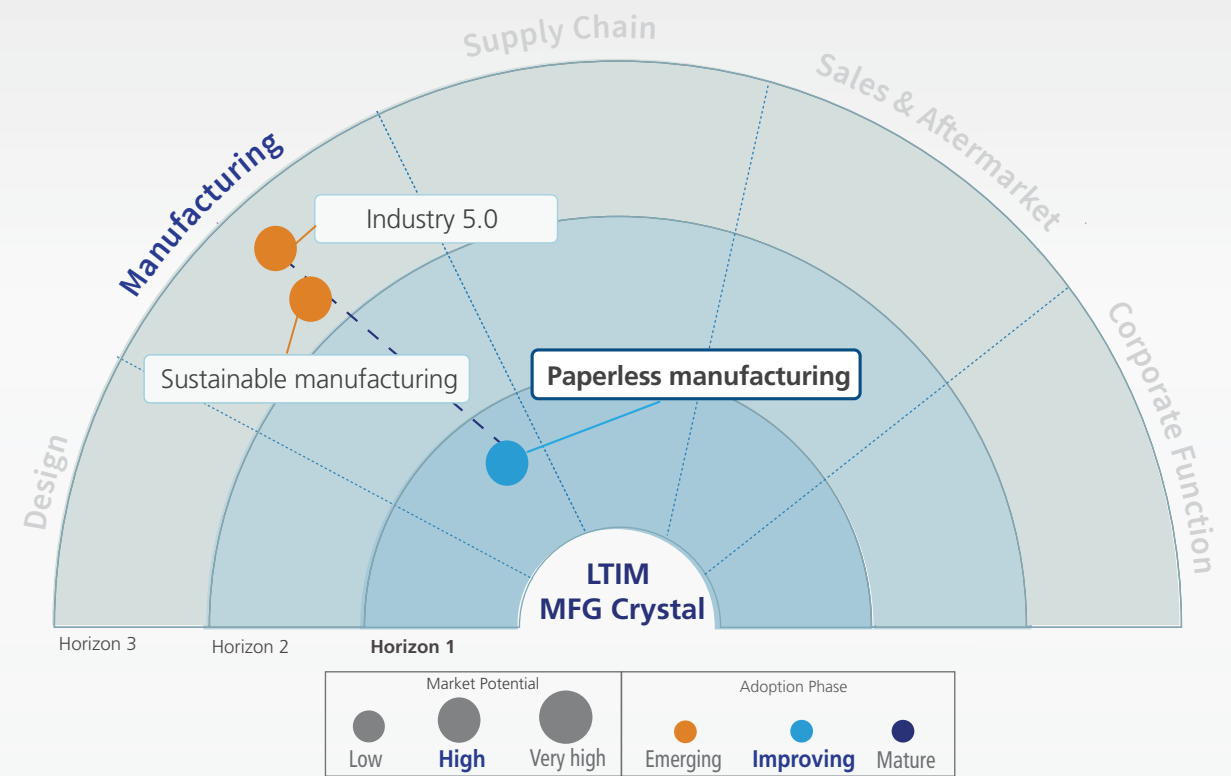 Supply Chain
Sales & Aftermarket
Manufacturing
Industry 5.0
Sustainable manufacturing
Paperless manufacturing
Design
Corporate Function
LTIM
MFG Crystal
Horizon 3
Horizon 2
Horizon 1
Market Potential
Low
High
Very high
Adoption Phase
Emerging
Improving
Mature